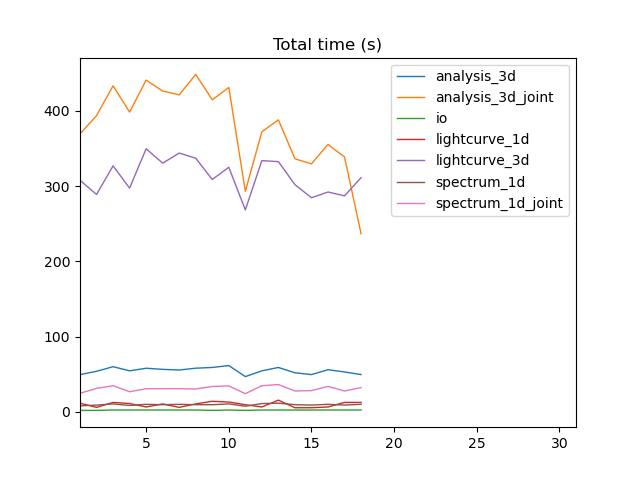 Total time (s)
analysis_3d
analysis_3d_joint
io
lightcurve_1d
lightcurve_3d
spectrum_1d
spectrum_1d_joint
400
300
200
100
0
5 10 15 20 25 30